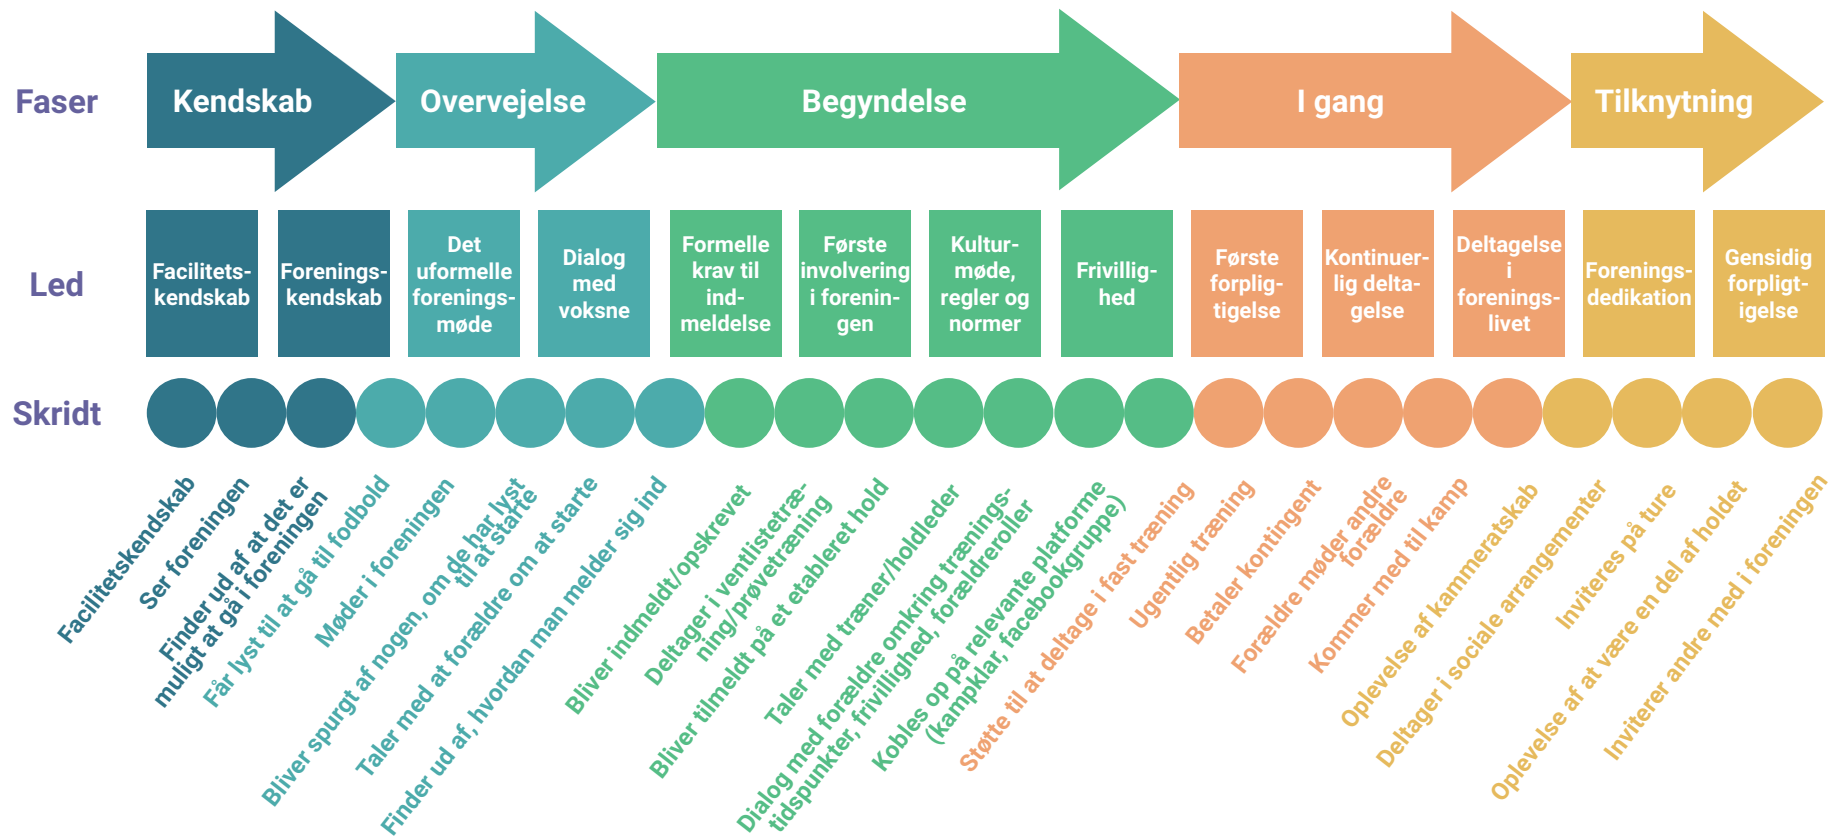 Faser
Kendskab
Overvejelse
Begyndelse
I gang
Tilknytning
Led
Facilitets-
kendskab
Forenings-
kendskab
Det
uformelle
forenings-
møde
Dialog
med
voksne
Formelle
krav til
ind-
meldelse
Første
involvering
i forenin-
gen
Kultur-
møde,
regler og
normer
Frivillig-
hed
Første
forplig-
tigelse
Kontinuer-
lig delta-
gelse
Deltagelse
i
forenings-
livet
Forenings-
dedikation
Gensidig
forpligt-
igelse
Skridt
Facilitetskendskab
Ser foreningen
Finder ud af at det er
muligt at gå i foreningen
Får lyst til at gå til fodbold
Møder i foreningen
Bliver spurgt af nogen, om de har lyst
til at starte
Taler med at forældre om at starte
Finder ud af, hvordan man melder sig ind
Bliver indmeldt/opskrevet
Deltager i ventlistetræ-
ning/prøvetræning
Bliver tilmeldt på et etableret hold
Taler med træner/holdleder
Dialog med forældre omkring trænings-
tidspunkter, frivillighed, forældreroller
Kobles op på relevante platforme
(kampklar, facebookgruppe)
Støtte til at deltage i fast træning
Ugentlig træning
Betaler kontingent
Forældre møder andre
forældre
Kommer med til kamp
Oplevelse af kammeratskab
Deltager i sociale arrangementer
Inviteres på ture
Oplevelse af at være en del af holdet
Inviterer andre med i foreningen